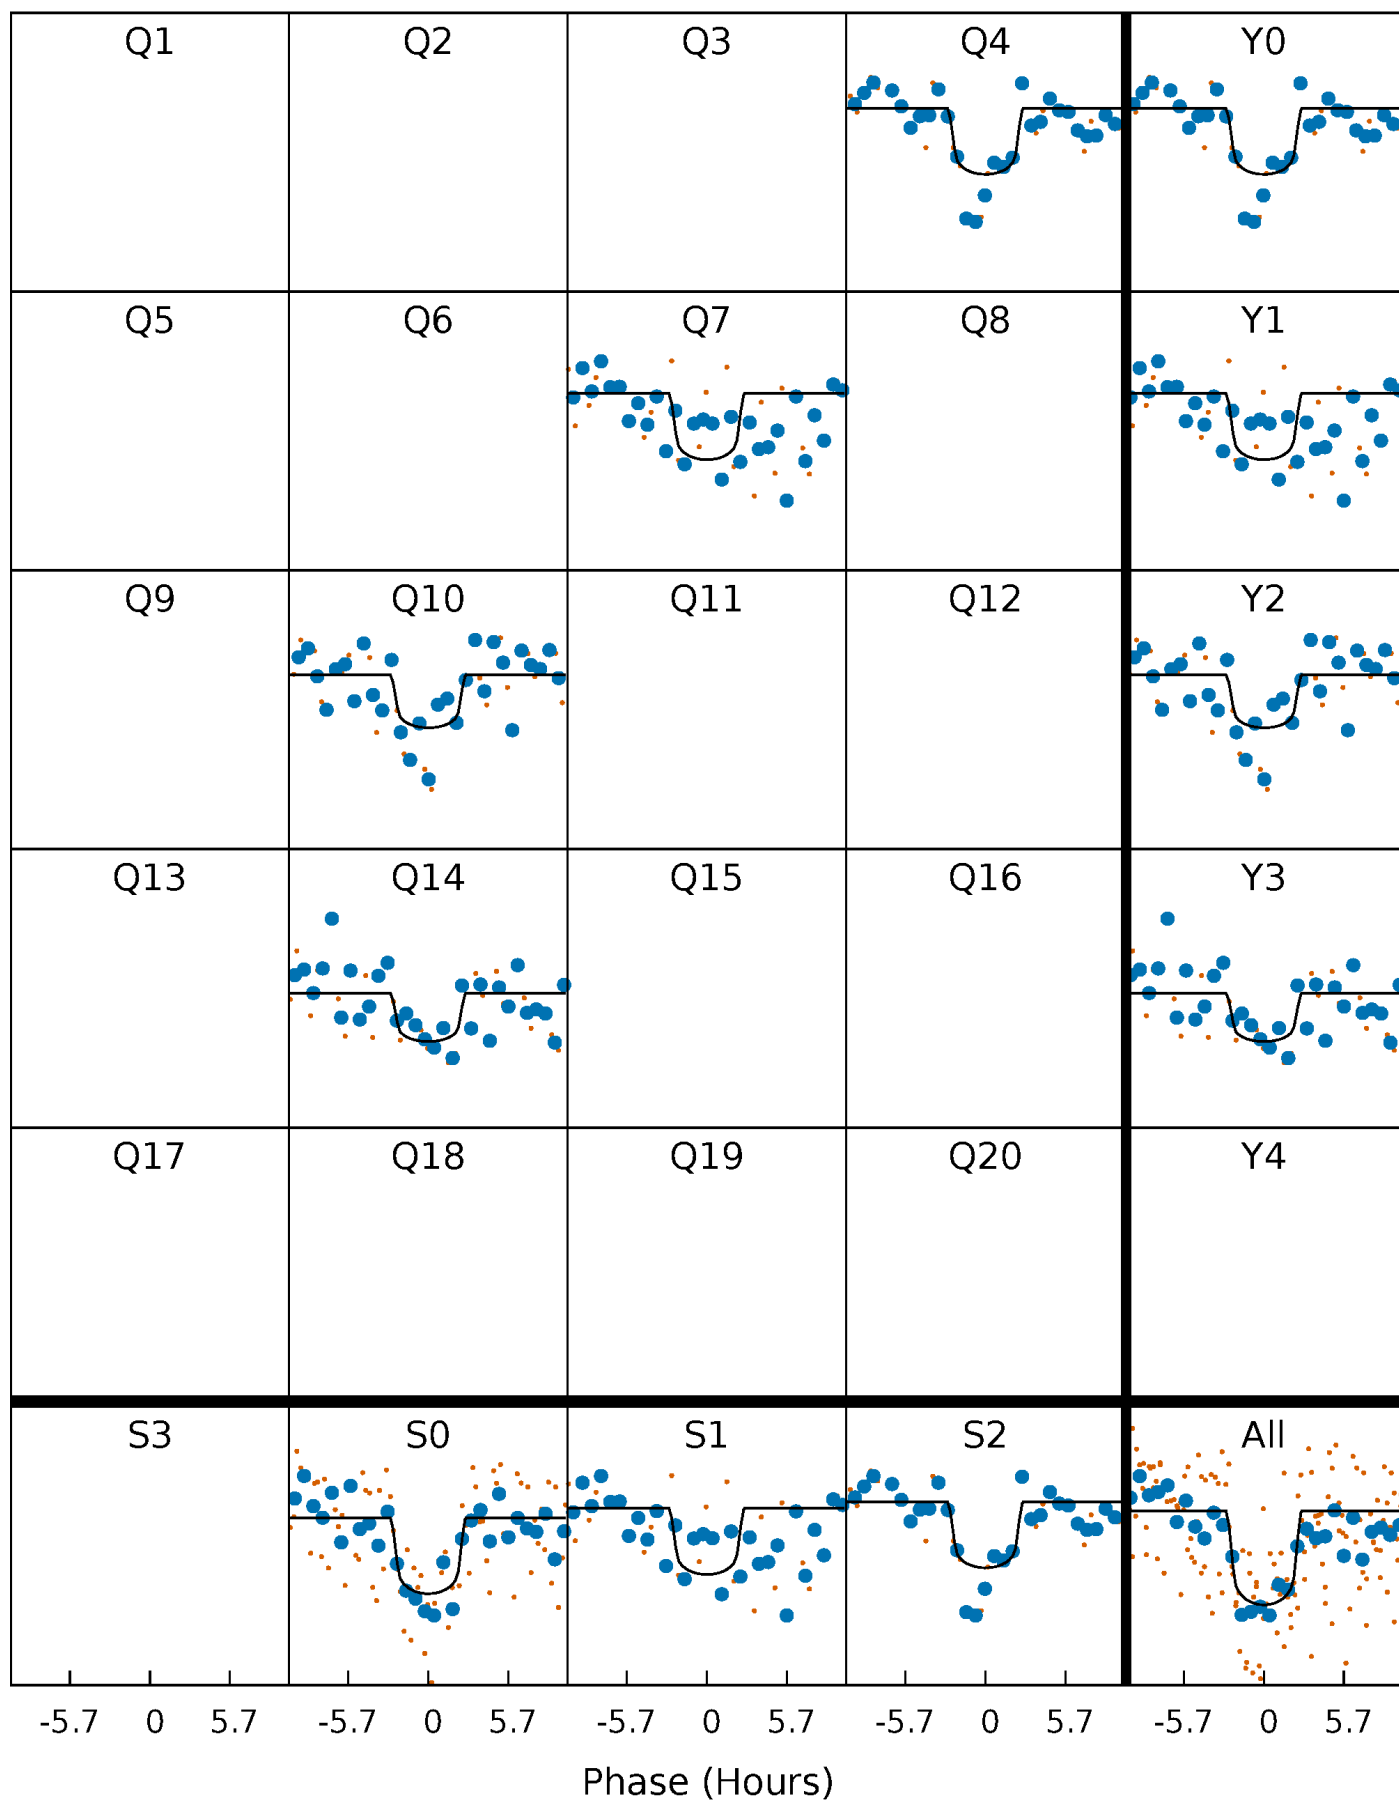 Q1 Q2 Q3 Q4 Y0
Q5 Q6 Q7 Q8 Y1
Q9 Q10 Q11 Q12 Y2
Q13 Q14 Q15 Q16 Y3
Q17 Q18 Q19 Q20 Y4
S3 S0 S1 S2 All
-5.7 0 5.7 -5.7 0 5.7 -5.7 0 5.7 -5.7 0 5.7 -5.7 0 5.7
Phase (Hours)